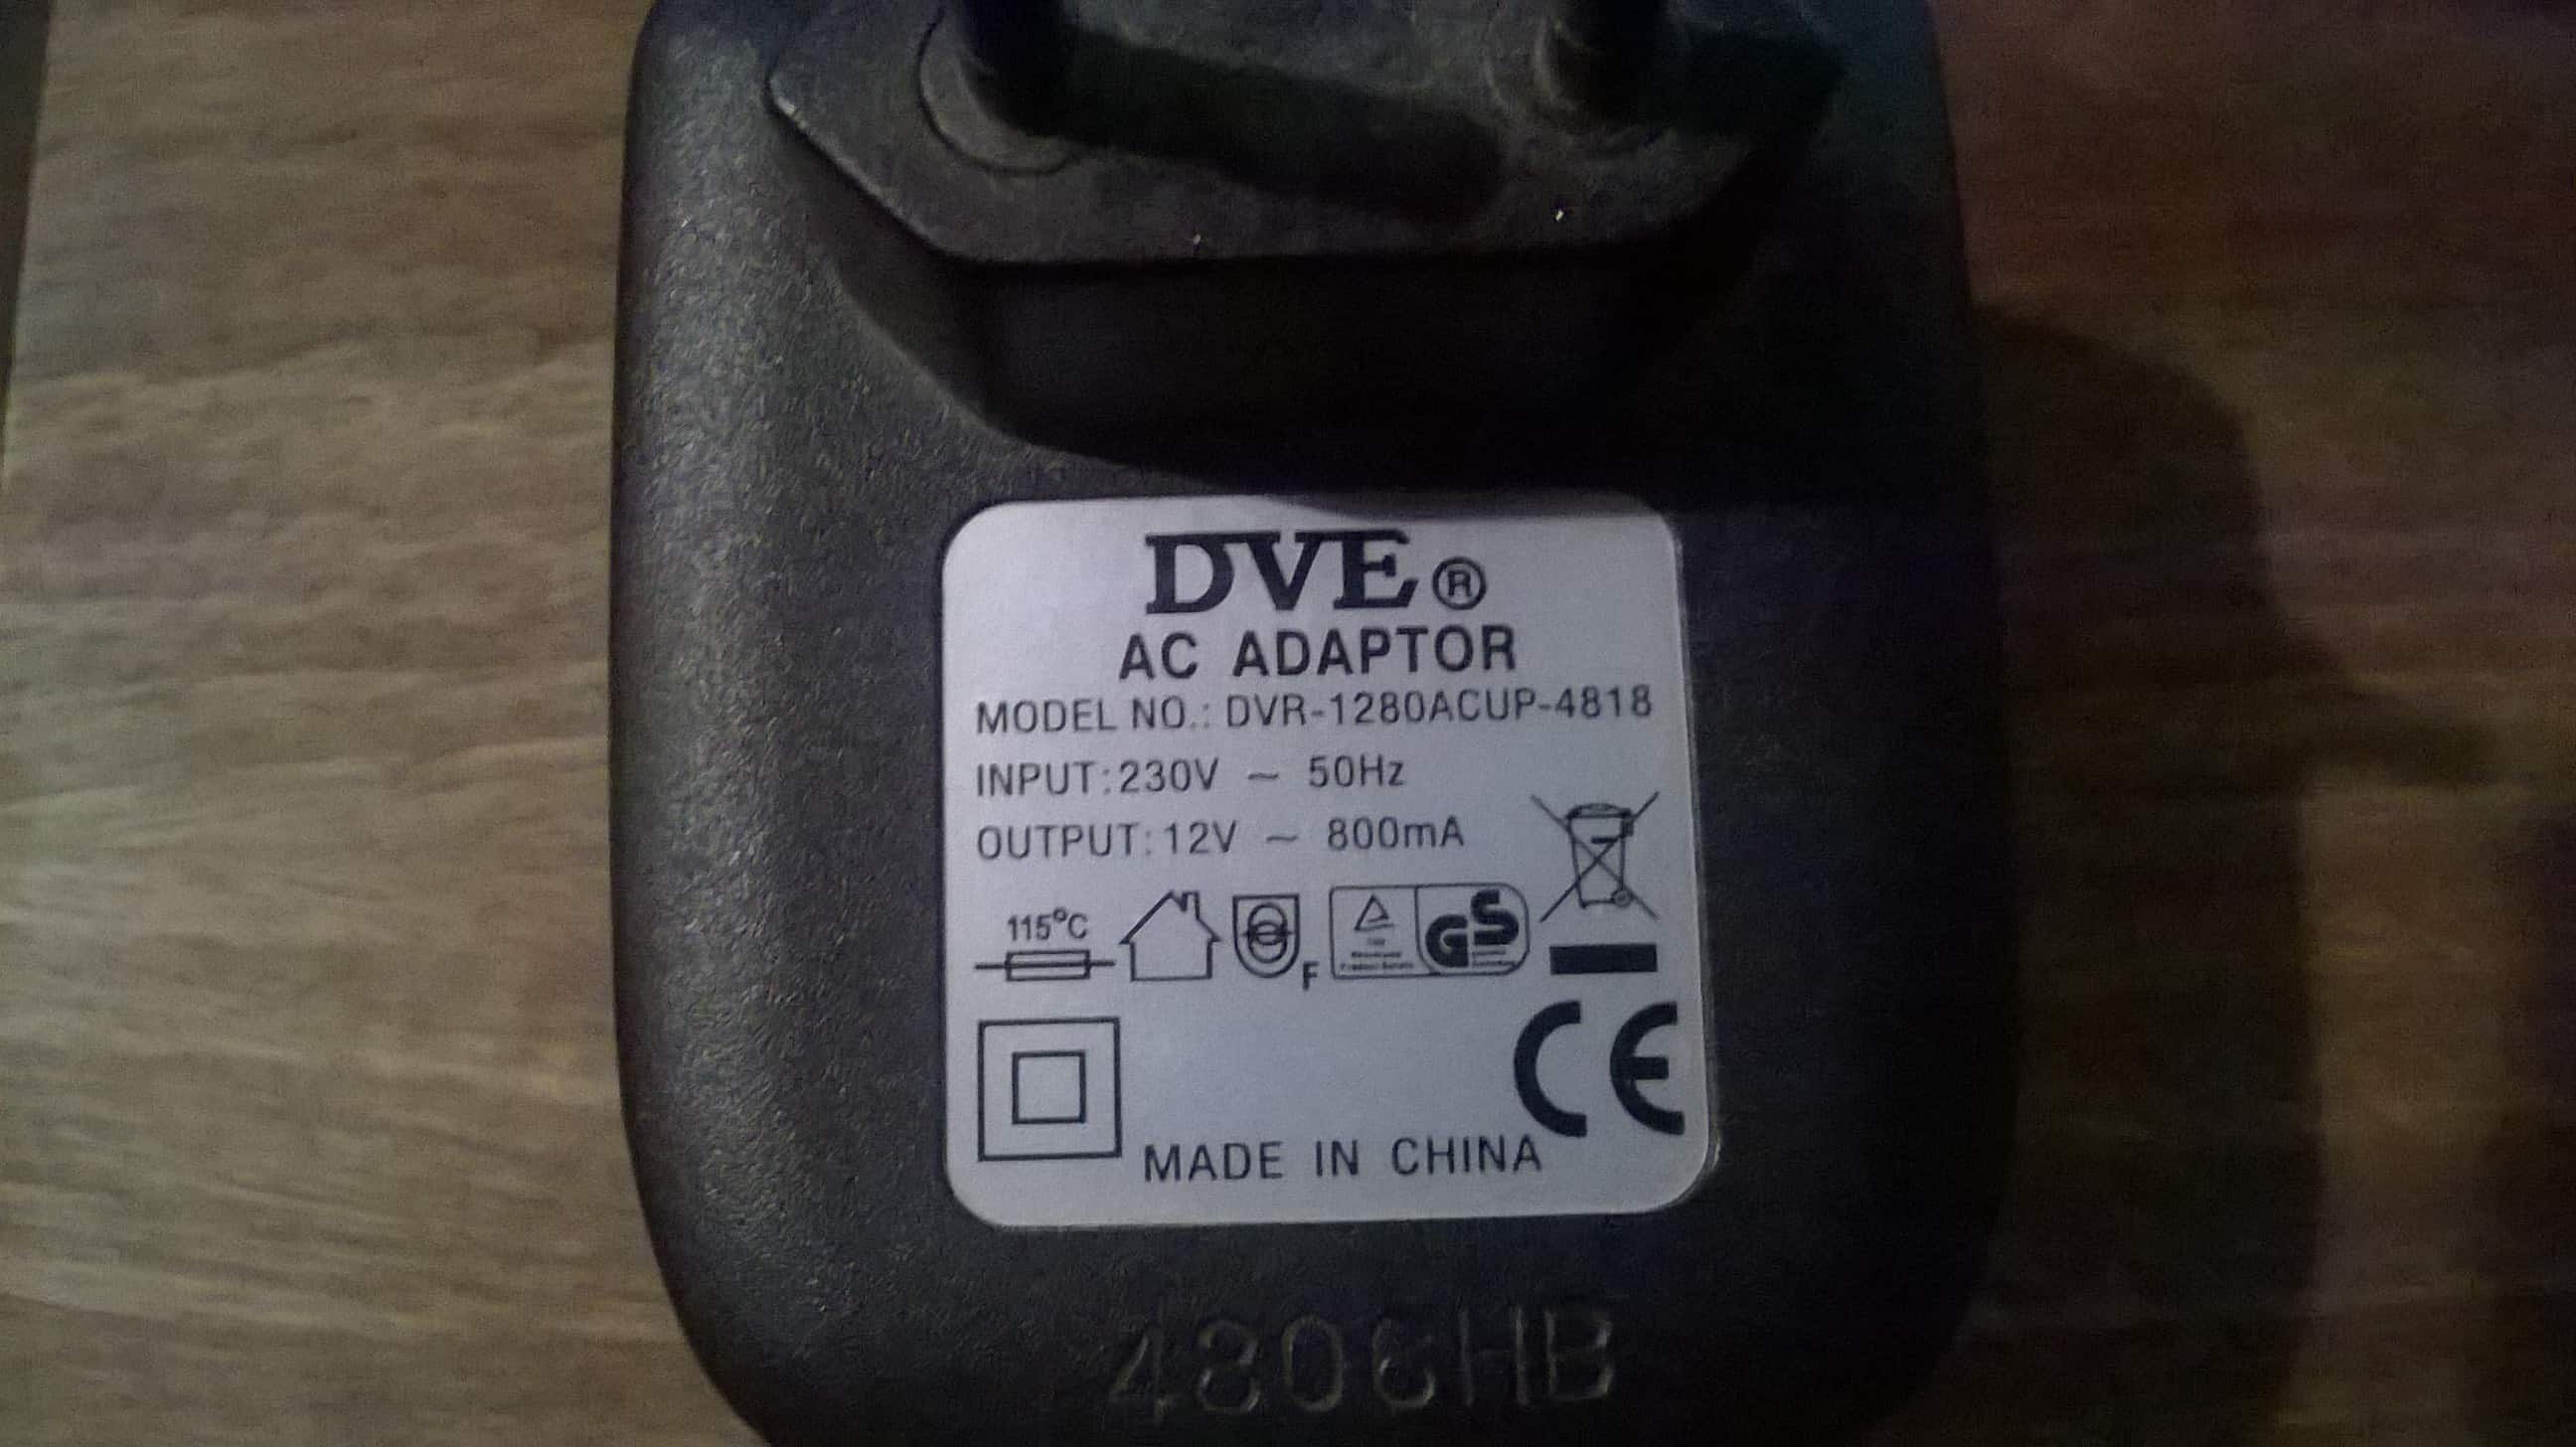 DVE®
AC ADAPTOR
MODEL NO.: DVR-1280ACUP-4818
INPUT:230V ~ 50Hz
OUTPUT:12V ~ 800mA
115°C
F
GS
CE
MADE IN CHINA